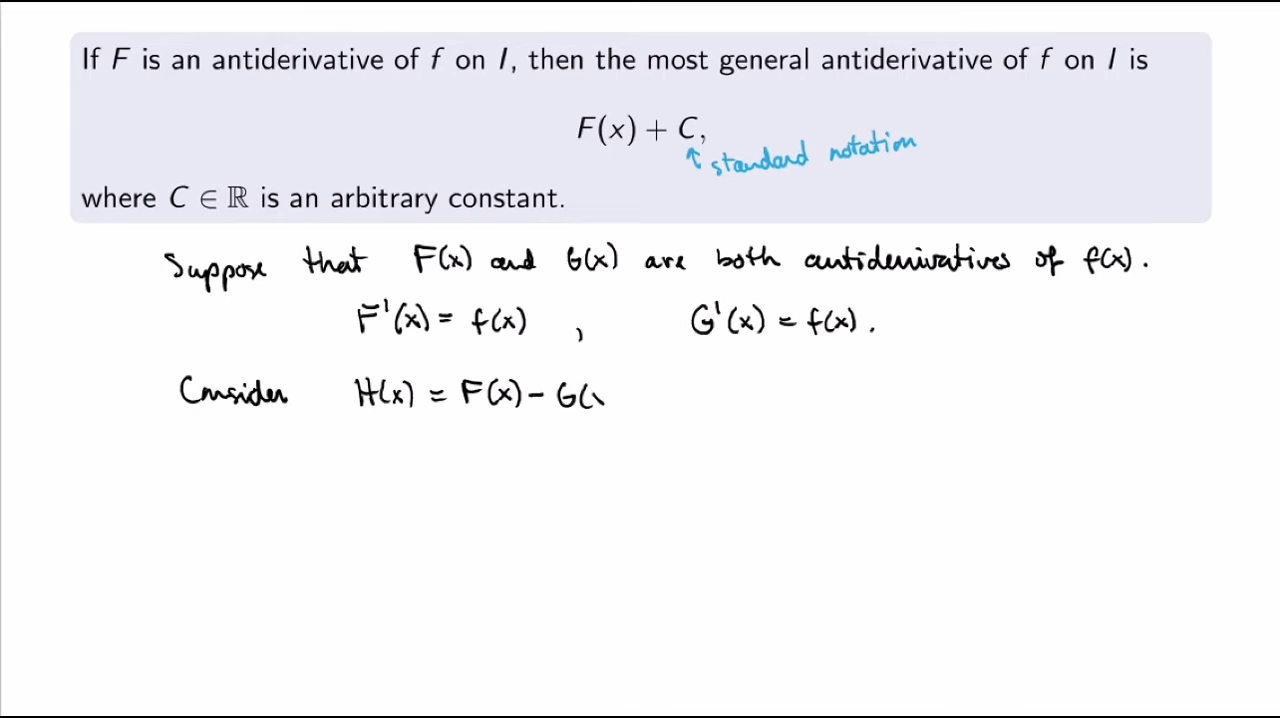 If F is an antiderivative of f on I, then the most general antiderivative of f on I is
F(x) + C,
↑ standard notation
where C ∈ ℝ is an arbitrary constant.
Suppose that F(x) and G(x) are both antiderivatives of f(x).
F'(x) = f(x) , G'(x) = f(x).
Consider H(x) = F(x) - G(